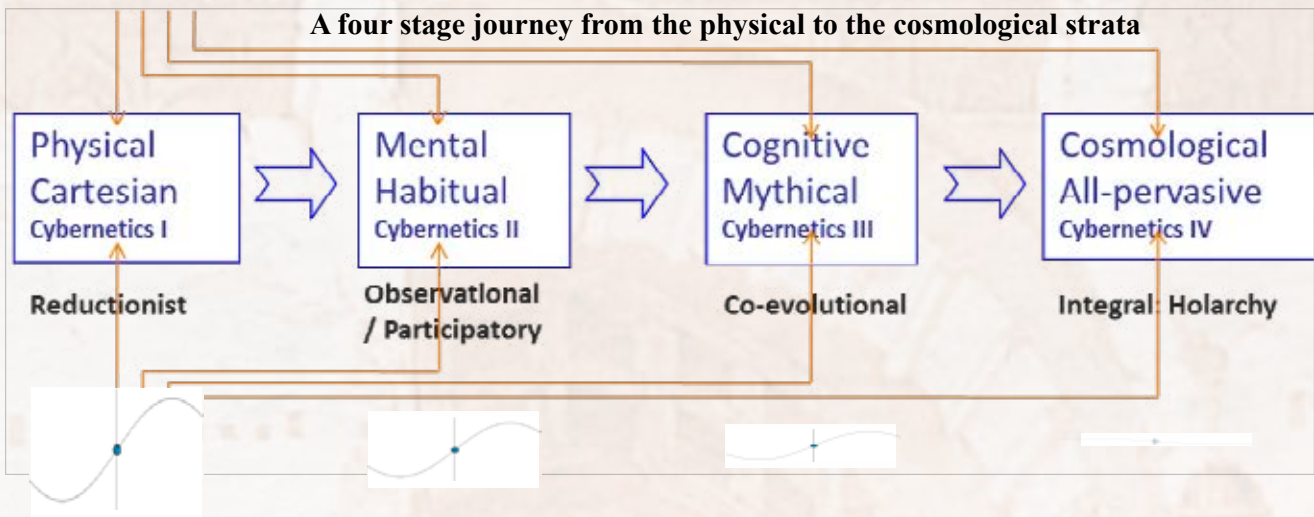 A four stage journey from the physical to the cosmological strata
Physical
Cartesian
Cybernetics I
Reductionist
Mental
Habitual
Cybernetics II
Observational
/ Participatory
Cognitive
Mythical
Cybernetics III
Co-evolutional
Cosmological
All-pervasive
Cybernetics IV
Integral: Holarchy